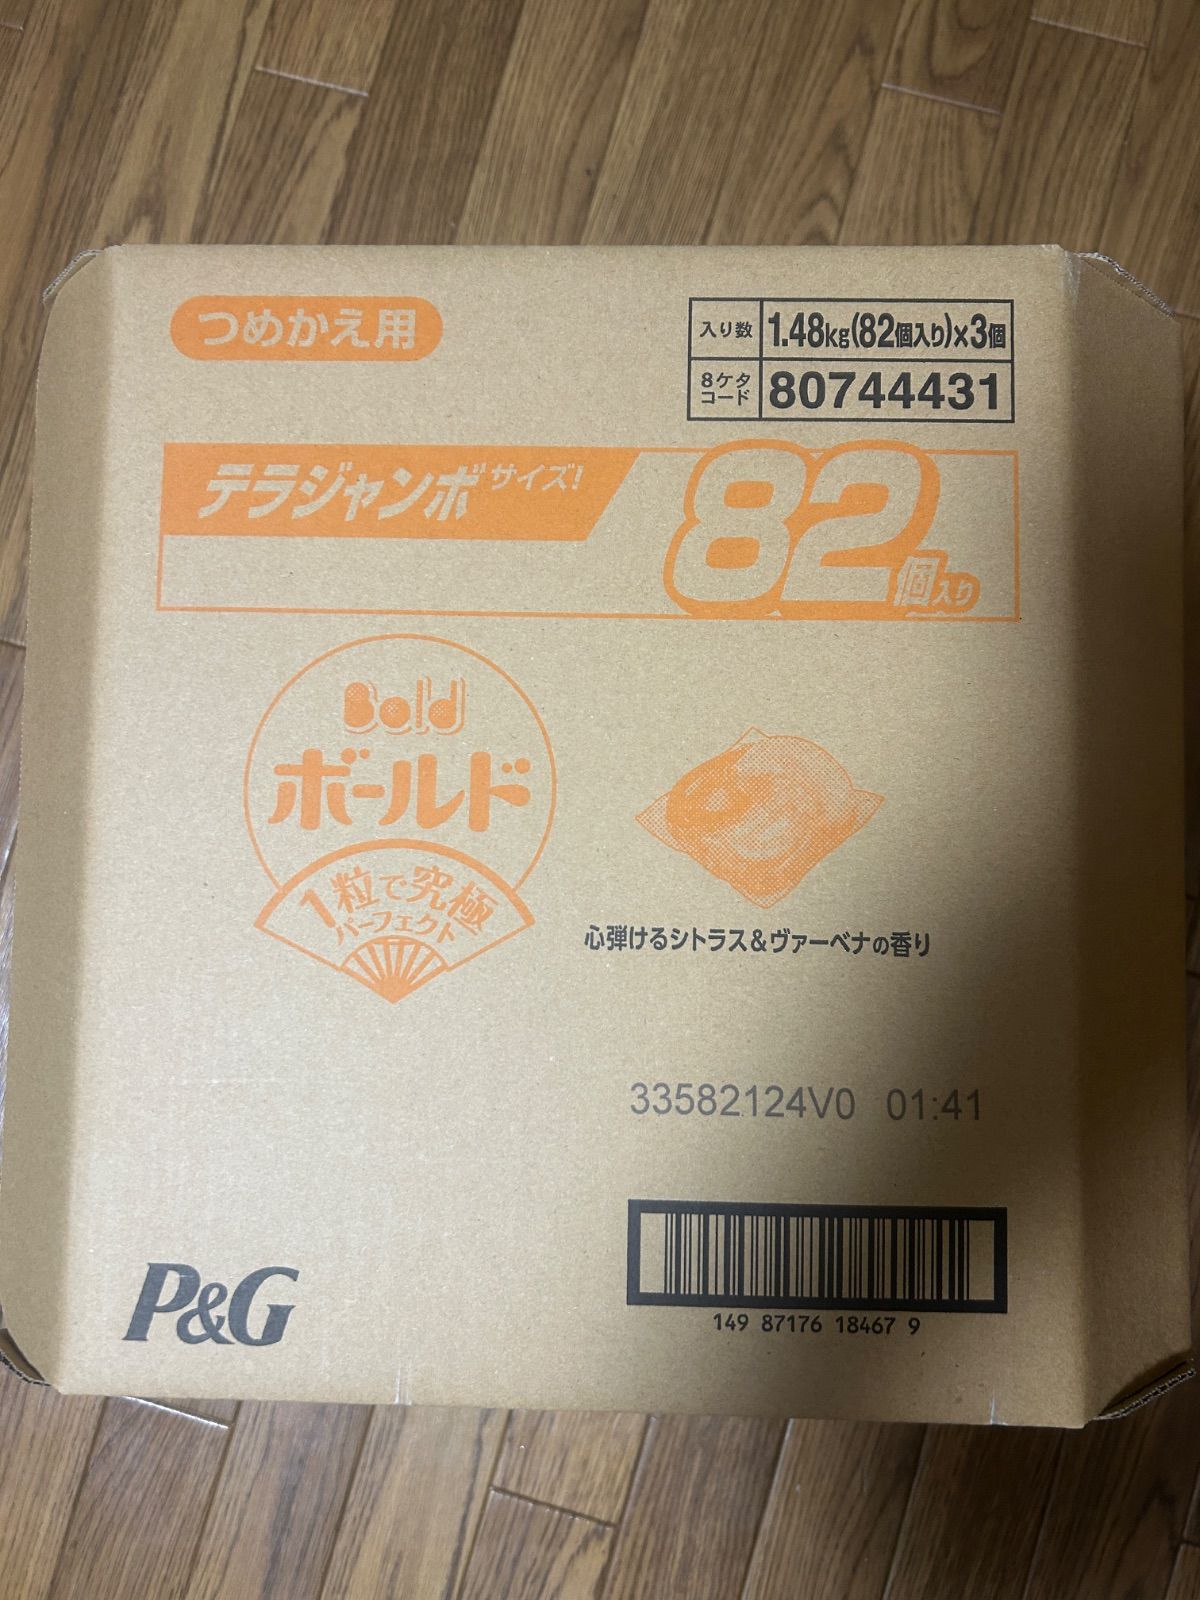 つめかえ用
入り数 1.48kg(82個入り)×3個
8ケタコード 80744431
テラジャンボサイズ!
82個入り
Bold
ボールド
1粒で究極
パーフェクト
心弾けるシトラス&ヴァーベナの香り
33582124V0 01:41
149 87176 18467 9
P&G